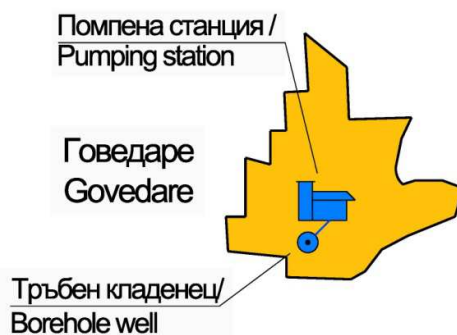 Помпена станция /
Pumping station
Говедаре
Govedare
Тръбен кладенец/
Borehole well